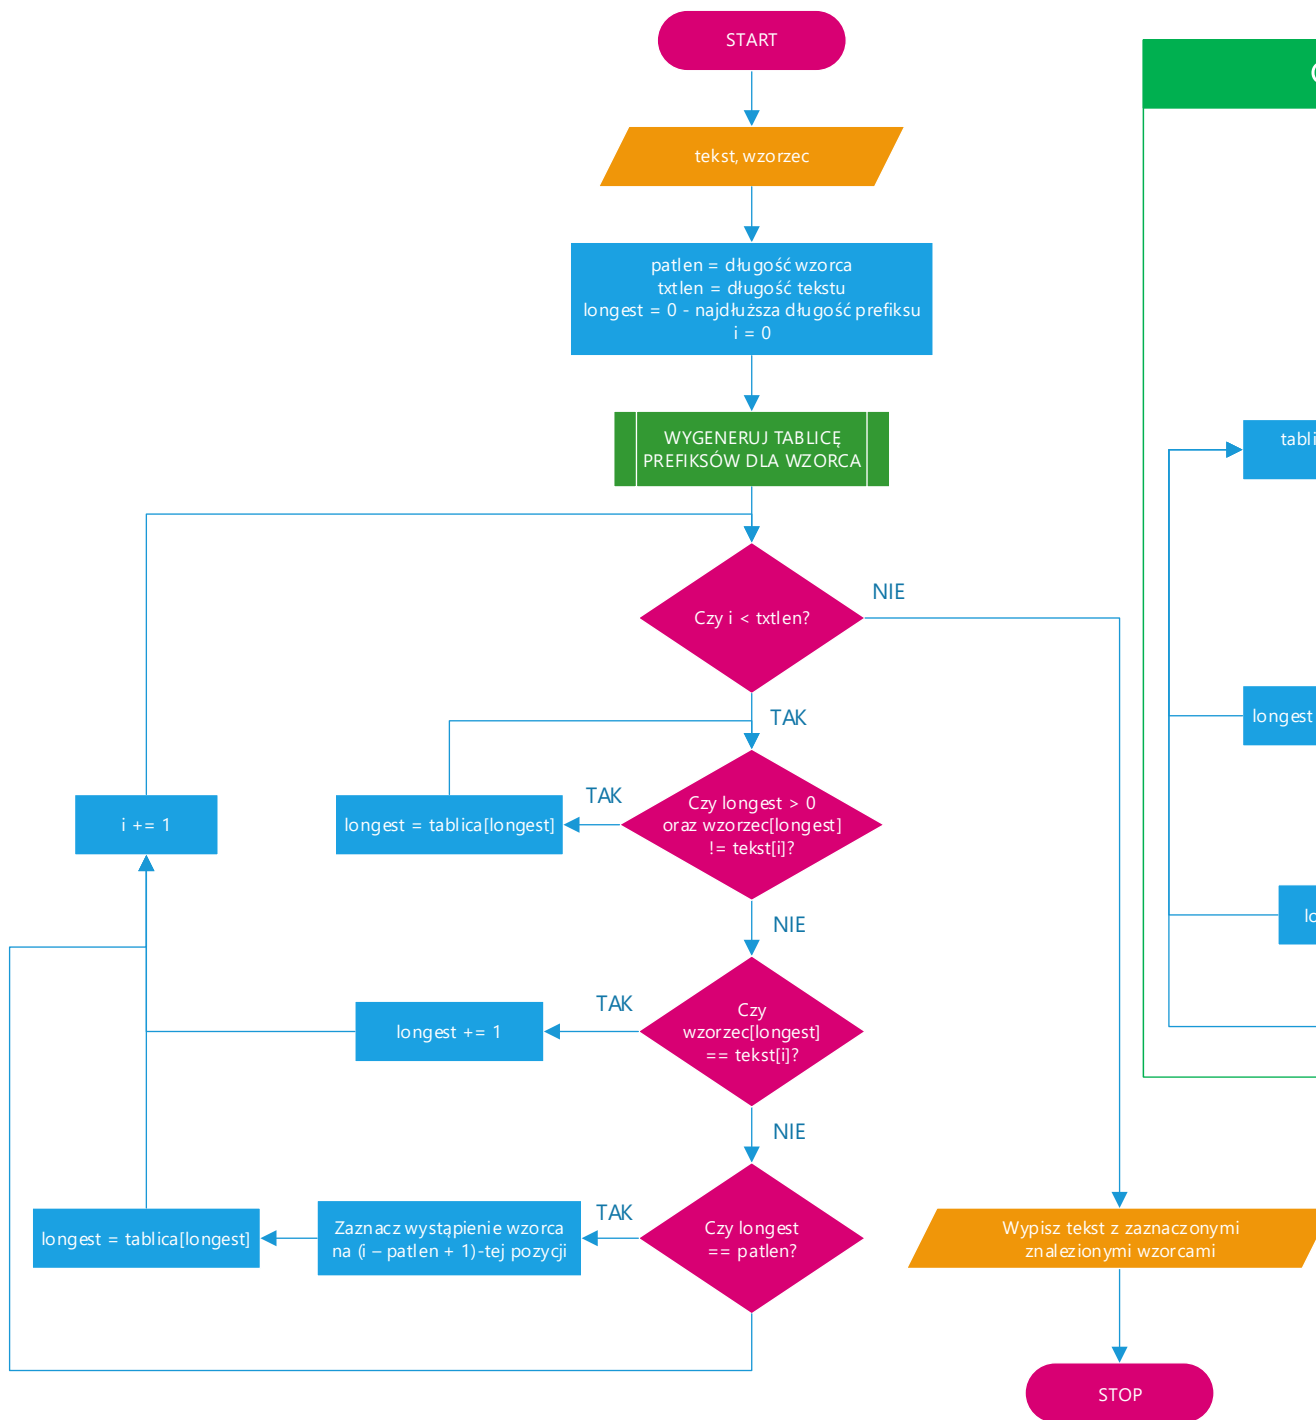 START
tekst, wzorzec
patlen = długość wzorca
txtlen = długość tekstu
longest = 0 - najdłuższa długość prefiksu
i = 0
WYGENERUJ TABLICĘ
PREFIKSÓW DLA WZORCA
Czy i < txtlen?
NIE
TAK
Czy longest > 0
oraz wzorzec[longest]
!= tekst[i]?
TAK
longest = tablica[longest]
i += 1
NIE
Czy
wzorzec[longest]
== tekst[i]?
TAK
longest += 1
NIE
Czy longest
== patlen?
TAK
Zaznacz wystąpienie wzorca
na (i – patlen + 1)-tej pozycji
longest = tablica[longest]
Wypisz tekst z zaznaczonymi
znalezionymi wzorcami
STOP
longest